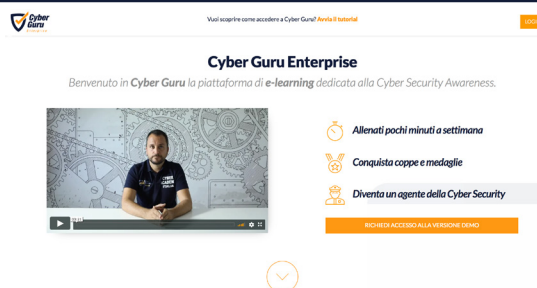 Cyber
Guru
Vuoi scoprire come accedere a Cyber Guru? Avvia il tutorial
Cyber Guru Enterprise
Benvenuto in Cyber Guru la piattaforma di e-learning dedicata alla Cyber Security Awareness.
Allenati pochi minuti a settimana
CYBER
Conquista coppe e medaglie
Diventa un agente della Cyber Security
RICHIEDI ACCESSO ALLA VERSIONE DEMO